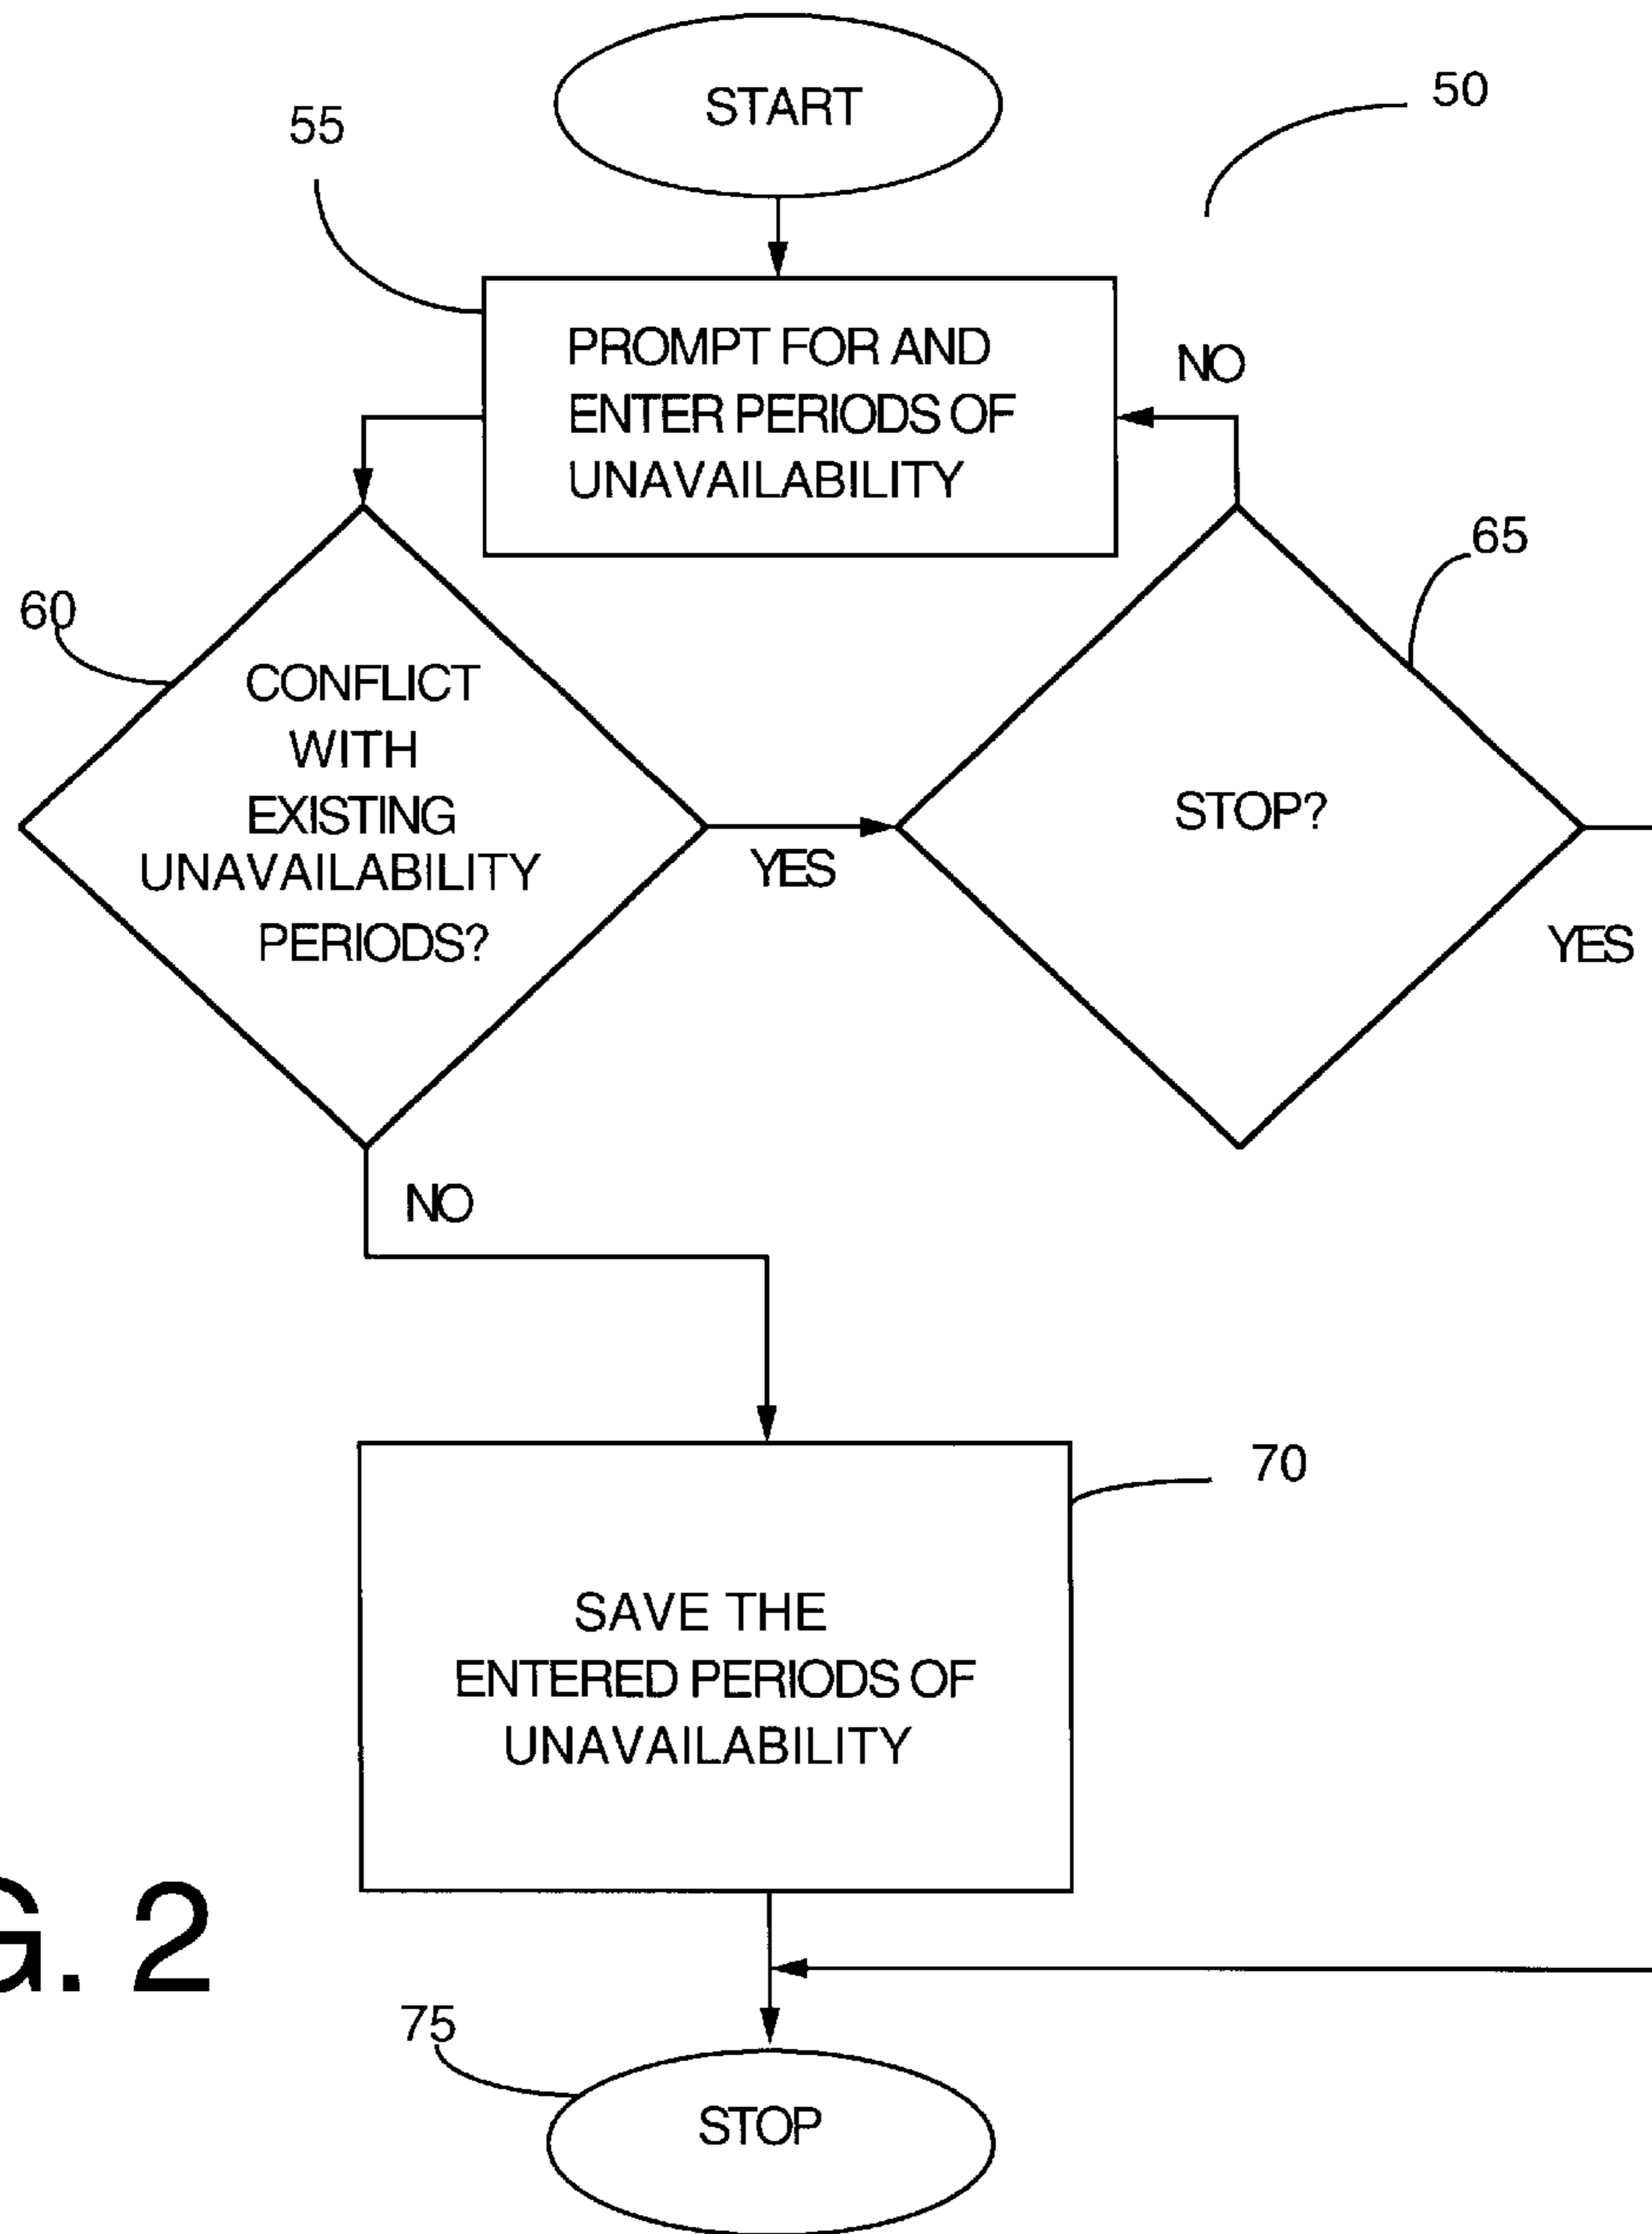 START
50
55
PROMPT FOR AND
ENTER PERIODS OF
UNAVAILABILITY
NO
65
60
CONFLICT
WITH
EXISTING
UNAVAILABILITY
PERIODS?
YES
STOP?
YES
NO
70
SAVE THE
ENTERED PERIODS OF
UNAVAILABILITY
G. 2
75
STOP